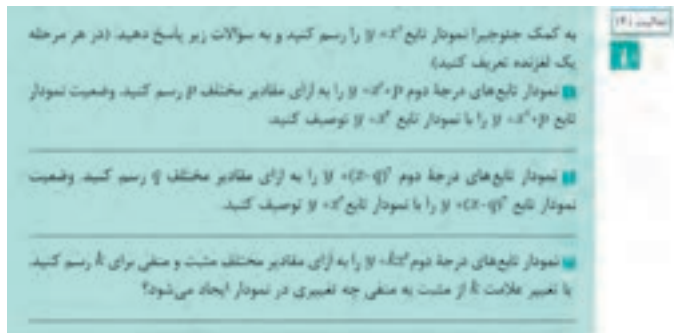 فعالیت (۴)
به کمک جئوجبرا نمودار تابع y=x² را رسم کنید و به سؤالات زیر پاسخ دهید. (در هر مرحله
یک لغزنده تعریف کنید)
نمودار تابع‌های درجهٔ دوم y=x²+p را به ازای مقادیر مختلف p رسم کنید. وضعیت نمودار
تابع y=x²+p را با نمودار تابع y=x² توصیف کنید.
نمودار تابع‌های درجهٔ دوم y=(x-q)² را به ازای مقادیر مختلف q رسم کنید. وضعیت
نمودار تابع y=(x-q)² را با نمودار تابع y=x² توصیف کنید.
نمودار تابع‌های درجهٔ دوم y=kx² را به ازای مقادیر مختلف مثبت و منفی برای k رسم کنید.
با تغییر علامت k از مثبت به منفی چه تغییری در نمودار ایجاد می‌شود؟